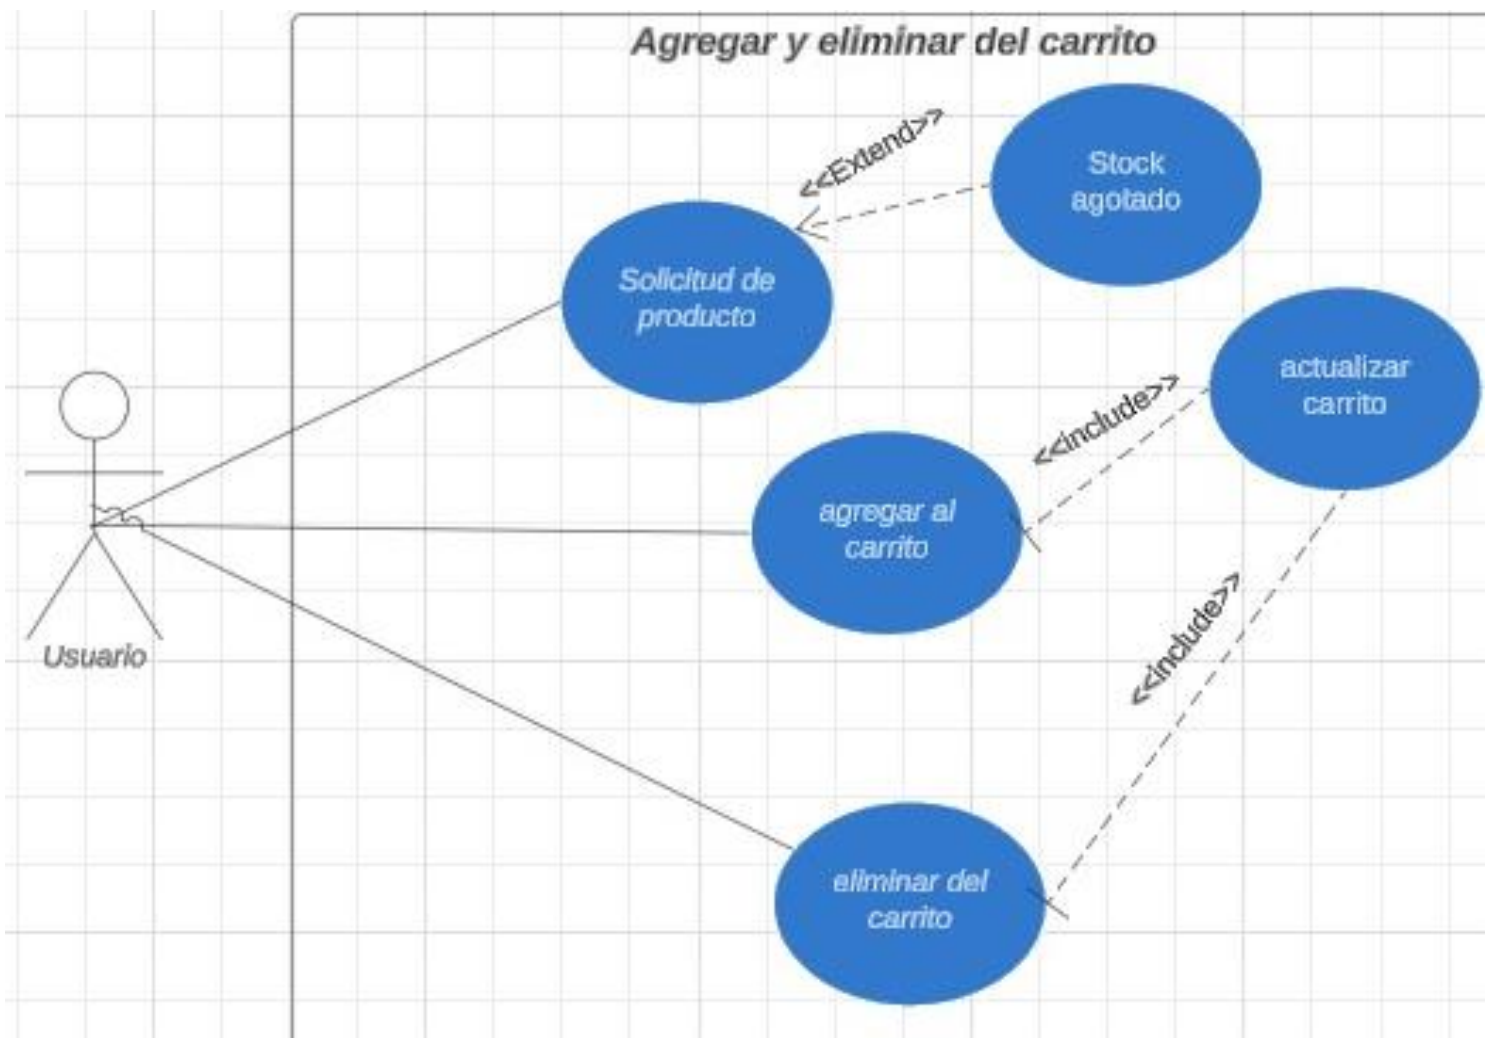 Agregar y eliminar del carrito
<<Extend>>
Stock
agotado
Solicitud de
producto
actualizar
carrito
<<include>>
agregar al
carrito
<<include>>
Usuario
eliminar del
carrito